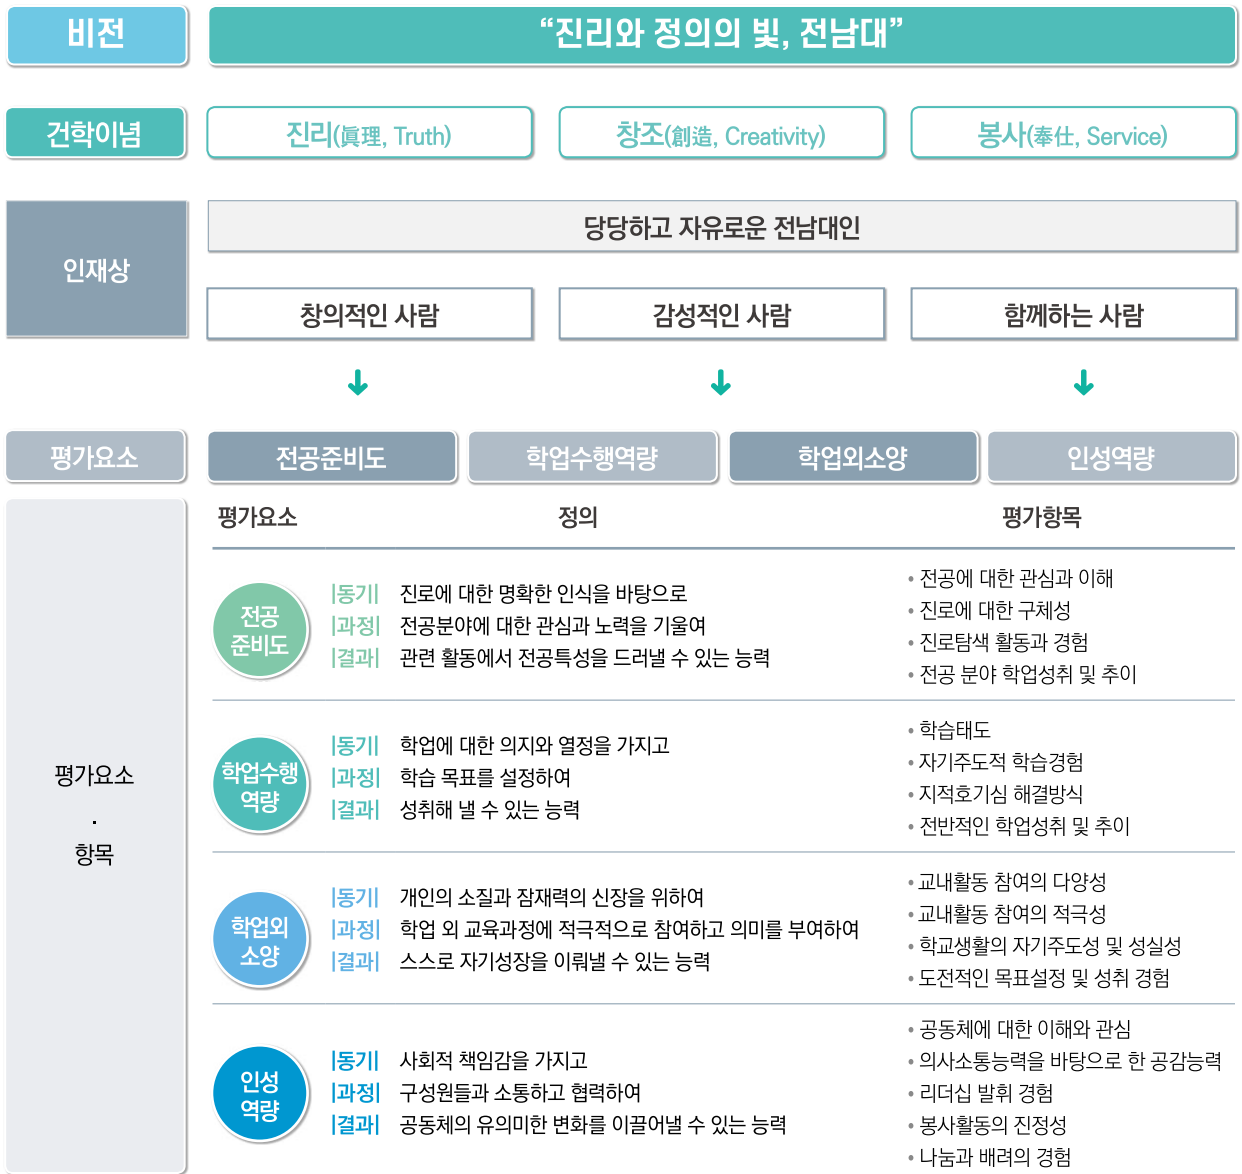 비전
“진리와 정의의 빛, 전남대”
건학이념
진리(眞理, Truth)
창조(創造, Creativity)
봉사(奉仕, Service)
인재상
당당하고 자유로운 전남대인
창의적인 사람
감성적인 사람
함께하는 사람
평가요소
전공준비도
학업수행역량
학업외소양
인성역량
평가요소
·
항목
평가요소
정의
평가항목
전공
준비도
|동기| 진로에 대한 명확한 인식을 바탕으로
|과정| 전공분야에 대한 관심과 노력을 기울여
|결과| 관련 활동에서 전공특성을 드러낼 수 있는 능력
• 전공에 대한 관심과 이해
• 진로에 대한 구체성
• 진로탐색 활동과 경험
• 전공 분야 학업성취 및 추이
학업수행
역량
|동기| 학업에 대한 의지와 열정을 가지고
|과정| 학습 목표를 설정하여
|결과| 성취해 낼 수 있는 능력
• 학습태도
• 자기주도적 학습경험
• 지적호기심 해결방식
• 전반적인 학업성취 및 추이
학업외
소양
|동기| 개인의 소질과 잠재력의 신장을 위하여
|과정| 학업 외 교육과정에 적극적으로 참여하고 의미를 부여하여
|결과| 스스로 자기성장을 이뤄낼 수 있는 능력
• 교내활동 참여의 다양성
• 교내활동 참여의 적극성
• 학교생활의 자기주도성 및 성실성
• 도전적인 목표설정 및 성취 경험
인성
역량
|동기| 사회적 책임감을 가지고
|과정| 구성원들과 소통하고 협력하여
|결과| 공동체의 유의미한 변화를 이끌어낼 수 있는 능력
• 공동체에 대한 이해와 관심
• 의사소통능력을 바탕으로 한 공감능력
• 리더십 발휘 경험
• 봉사활동의 진정성
• 나눔과 배려의 경험